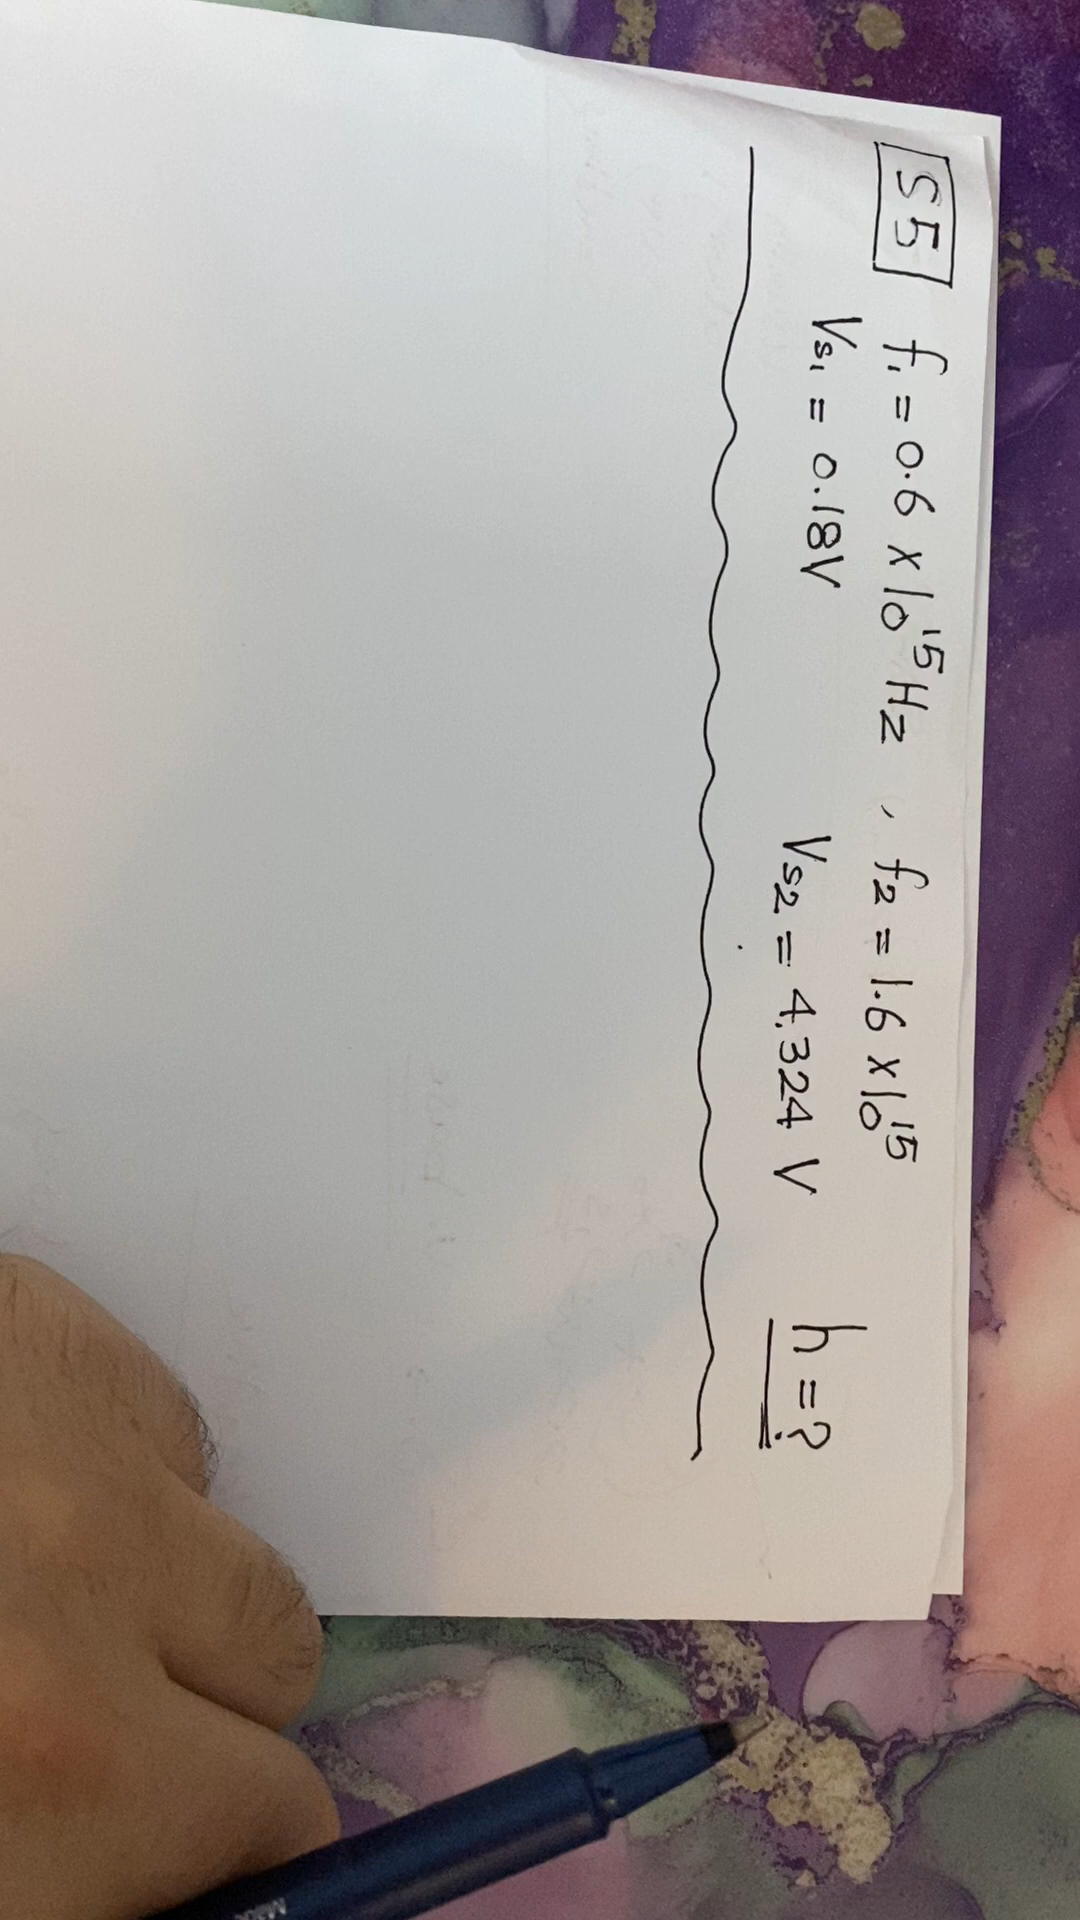 S5 f₁ = 0.6 × 10¹⁵ Hz , f₂ = 1.6 × 10¹⁵
Vs₁ = 0.18V Vs2 = 4.324 V h = ?